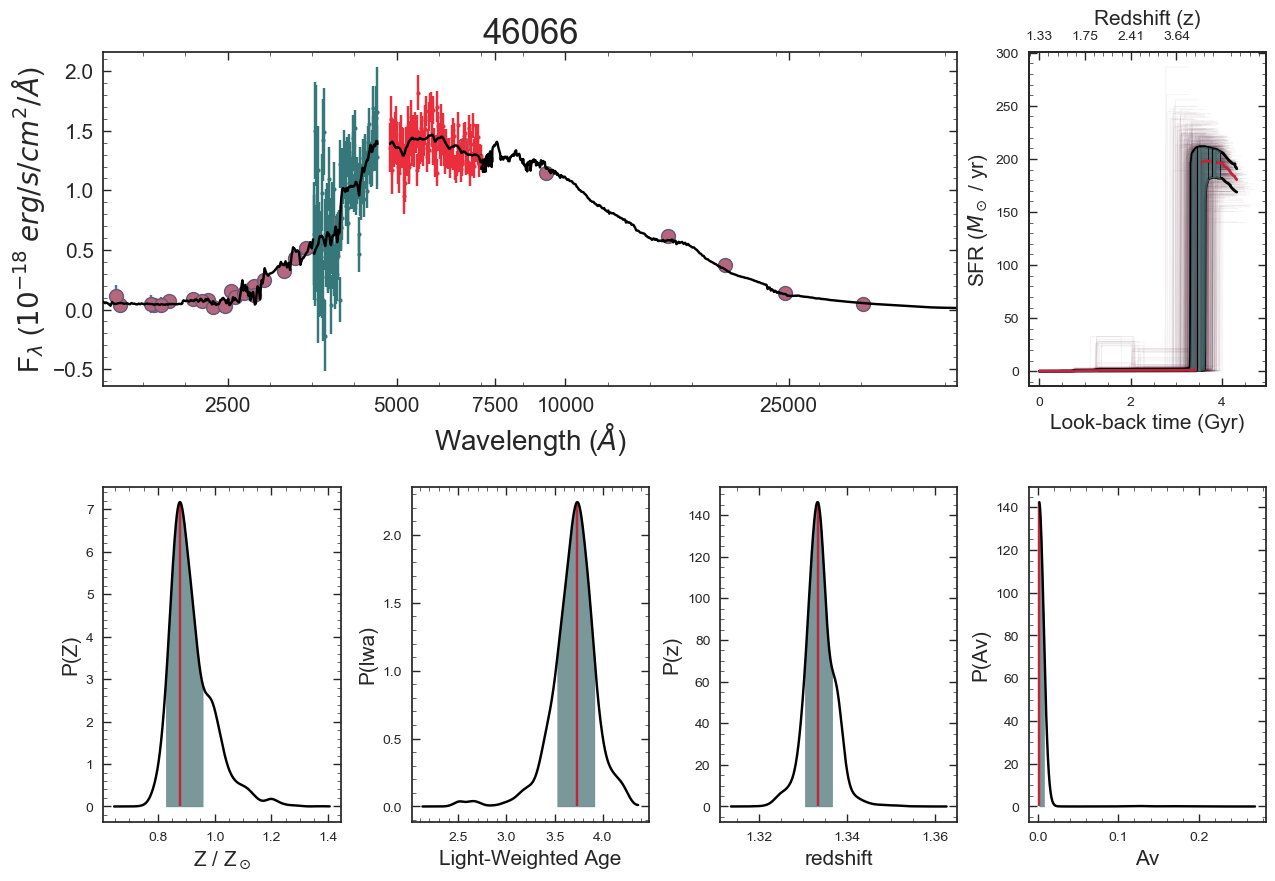 46066
2.0
1.5
1.0
0.5
0.0
−0.5
F_λ (10^{−18} erg/s/cm^2/Å)
2500 5000 7500 10000 25000
Wavelength (Å)
Redshift (z)
1.33 1.75 2.41 3.64
300
250
200
150
100
50
0
SFR (M_⊙ / yr)
0 2 4
Look-back time (Gyr)
7
6
5
4
3
2
1
0
P(Z)
0.8 1.0 1.2 1.4
Z / Z_⊙
2.0
1.5
1.0
0.5
0.0
P(lwa)
2.5 3.0 3.5 4.0
Light-Weighted Age
140
120
100
80
60
40
20
0
P(z)
1.32 1.34 1.36
redshift
140
120
100
80
60
40
20
0
P(Av)
0.0 0.1 0.2
Av